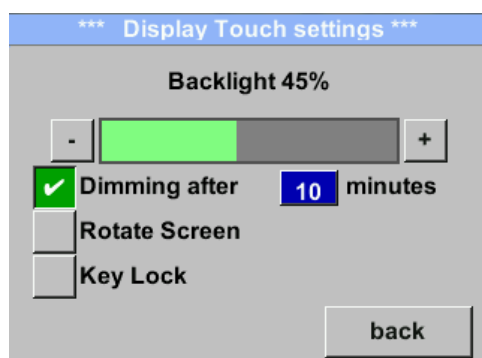 *** Display Touch settings ***
Backlight 45%
- +
✔ Dimming after 10 minutes
Rotate Screen
Key Lock
back